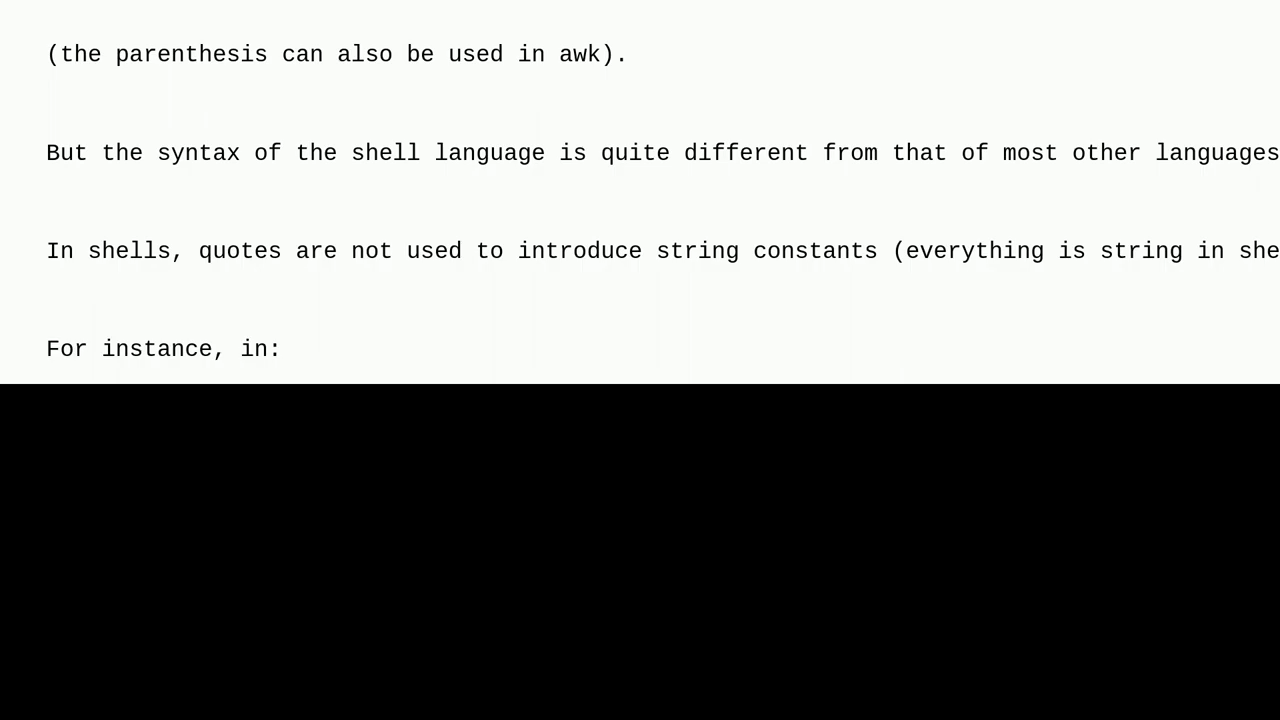 (the parenthesis can also be used in awk).
But the syntax of the shell language is quite different from that of most other languages
In shells, quotes are not used to introduce string constants (everything is string in she
For instance, in: